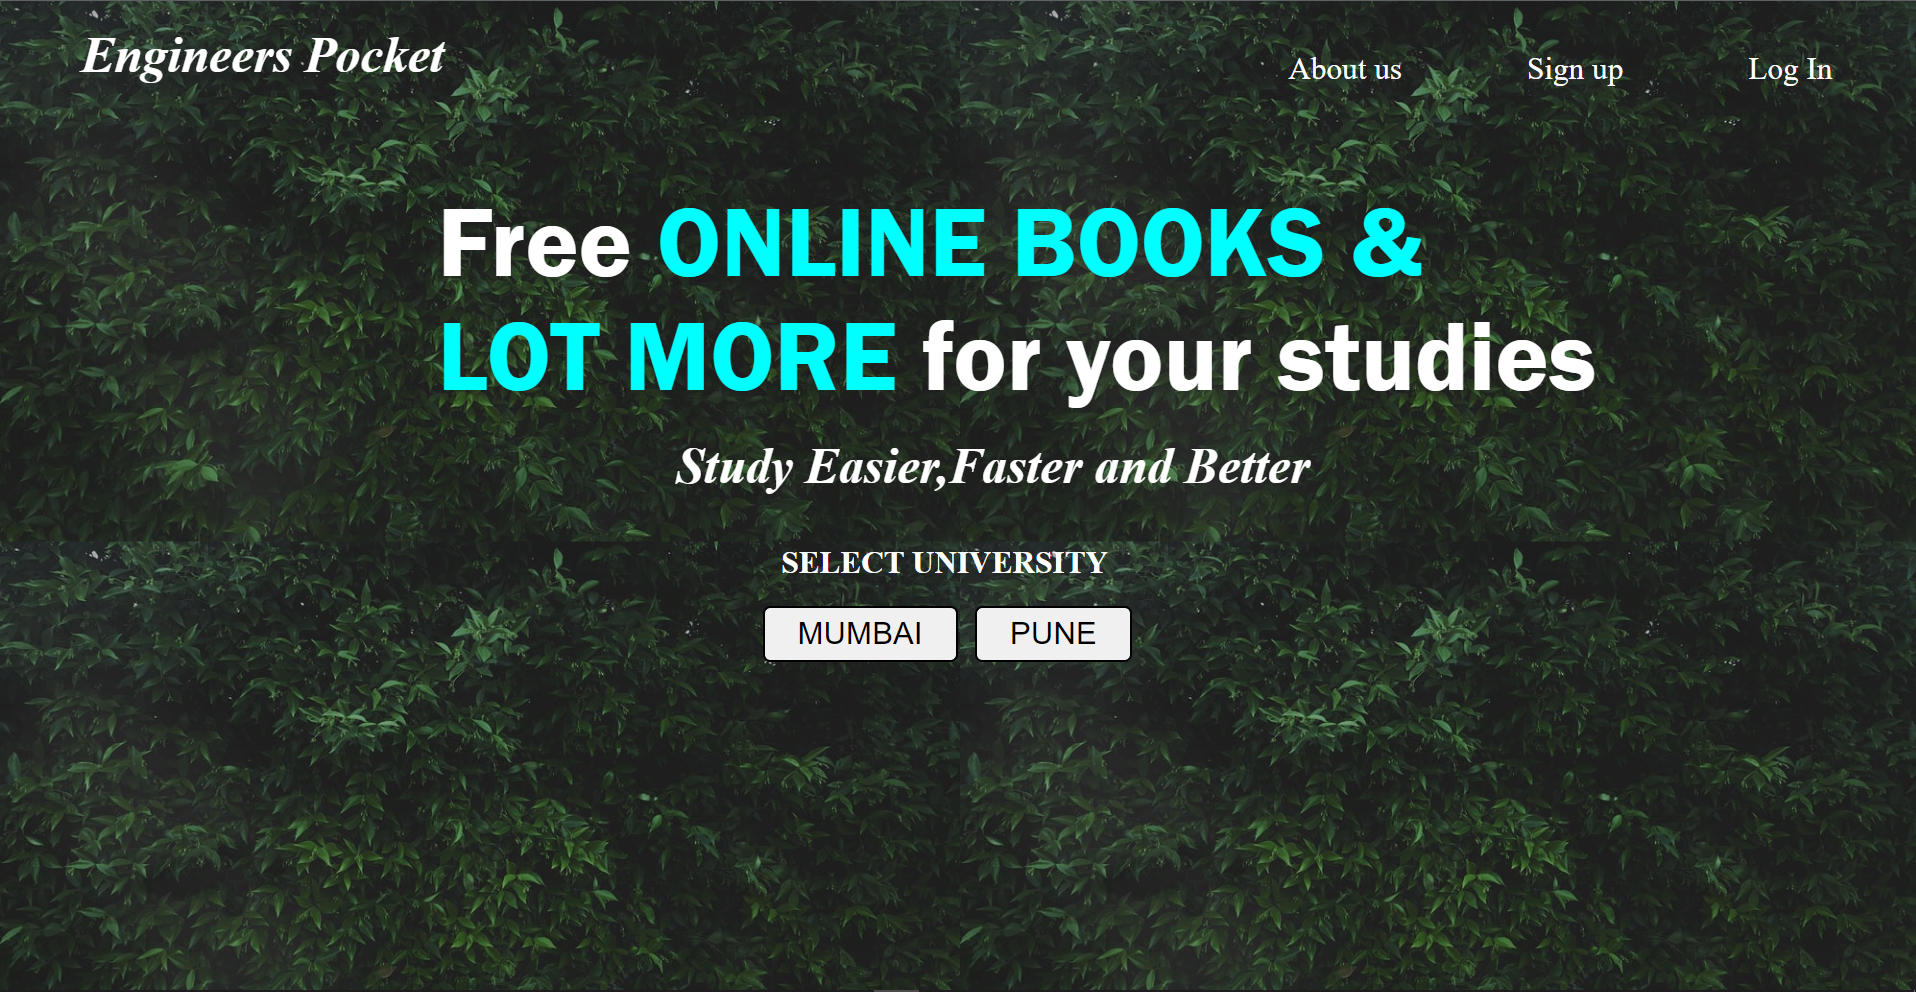 Engineers Pocket
About us
Sign up
Log In
Free ONLINE BOOKS &
LOT MORE for your studies
Study Easier,Faster and Better
SELECT UNIVERSITY
MUMBAI
PUNE